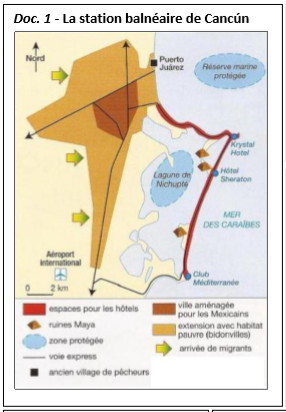 Doc. 1 - La station balnéaire de Cancún
Nord
Puerto
Juárez
Réserve marine
protégée
Krystal
Hotel
Hôtel
Sheraton
Lagune de
Nichupté
MER
DES CARAÏBES
Aéroport
international
Club
Méditerranée
0 2 km
espaces pour les hôtels
ville aménagée
pour les Mexicains
ruines Maya
extension avec habitat
pauvre (bidonvilles)
zone protégée
voie express
arrivée de migrants
ancien village de pêcheurs